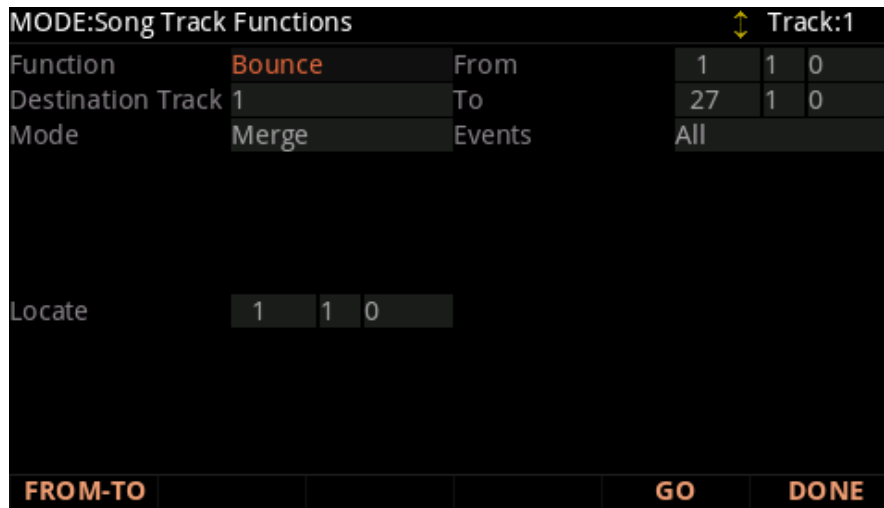 MODE:Song Track Functions ↕ Track:1
Function Bounce From 1 1 0
Destination Track 1 To 27 1 0
Mode Merge Events All
Locate 1 1 0
FROM-TO GO DONE